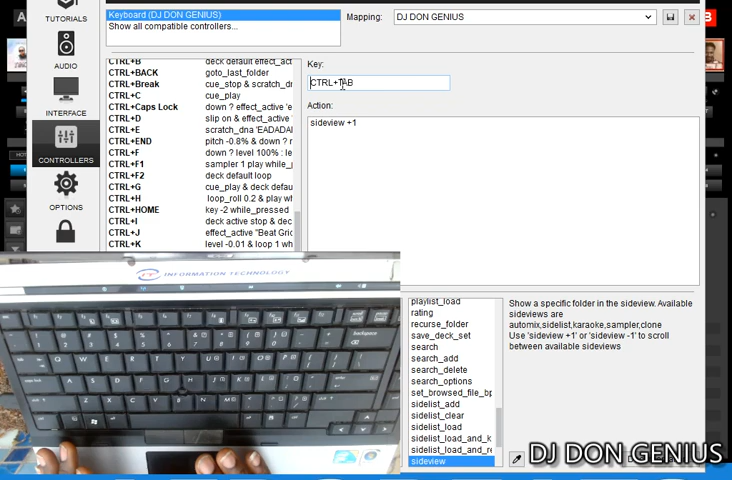 TUTORIALS
AUDIO
INTERFACE
CONTROLLERS
OPTIONS
Keyboard (DJ DON GENIUS)
Show all compatible controllers...
Mapping:
DJ DON GENIUS
CTRL+B deck default effect_act
CTRL+BACK goto_last_folder
CTRL+Break cue_stop & scratch_dn
CTRL+C cue_play
CTRL+Caps Lock down ? effect_active 'e
CTRL+D slip on & effect_active
CTRL+E scratch_dna 'EADADAI
CTRL+END pitch -0.8% & down ? r
CTRL+F down ? level 100% : le
CTRL+F1 sampler 1 play while_p
CTRL+F2 deck default loop
CTRL+G cue_play & deck defaul
CTRL+H loop_roll 0.2 & play wh
CTRL+HOME key -2 while_pressed
CTRL+I deck active stop & dec
CTRL+J effect_active "Beat Gric
CTRL+K level -0.01 & loop 1 wh
Key:
CTRL+TAB
Action:
sideview +1
INFORMATION TECHNOLOGY
playlist_load
rating
recurse_folder
save_deck_set
search
search_add
search_delete
search_options
set_browsed_file_bp
sidelist_add
sidelist_clear
sidelist_load
sidelist_load_and_k
sidelist_load_and_re
sideview
Show a specific folder in the sideview. Available
sideviews are
automix,sidelist,karaoke,sampler,clone
Use 'sideview +1' or 'sideview -1' to scroll
between available sideviews
DJ DON GENIUS